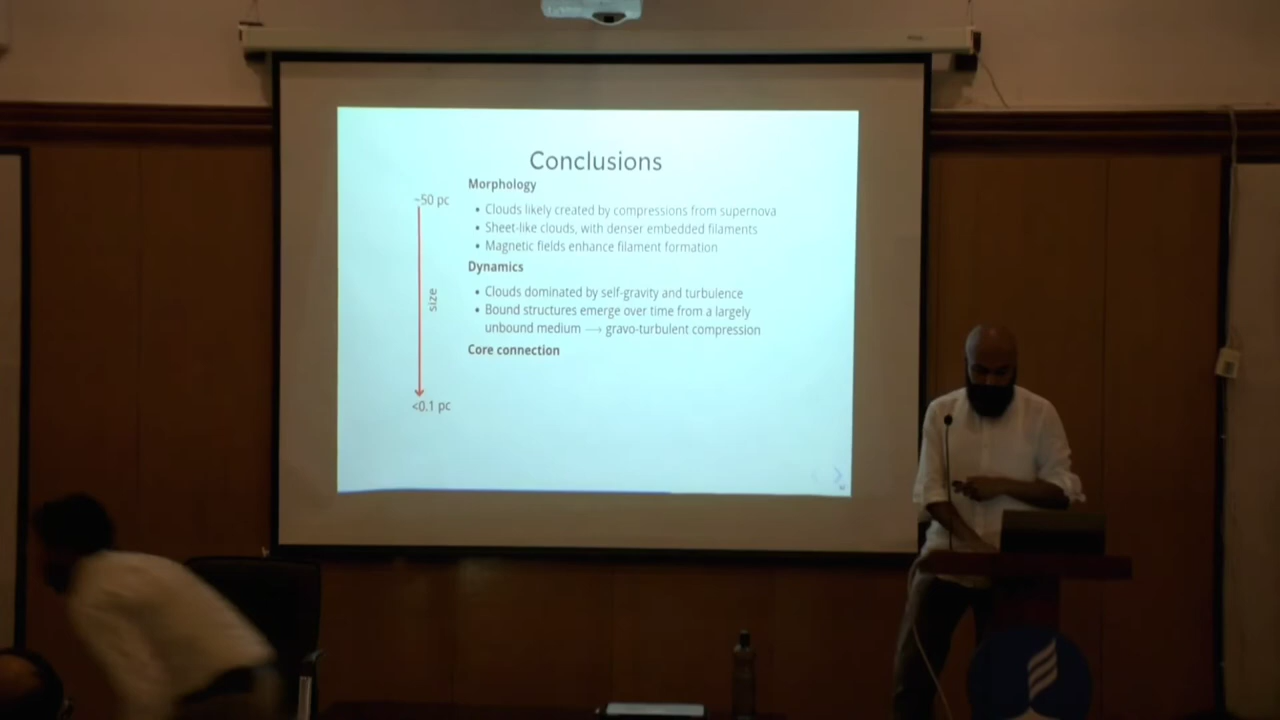 Conclusions
Morphology
~50 pc
• Clouds likely created by compressions from supernova
• Sheet-like clouds, with denser embedded filaments
• Magnetic fields enhance filament formation
Dynamics
• Clouds dominated by self-gravity and turbulence
size
• Bound structures emerge over time from a largely
unbound medium ⟶ gravo-turbulent compression
Core connection
<0.1 pc